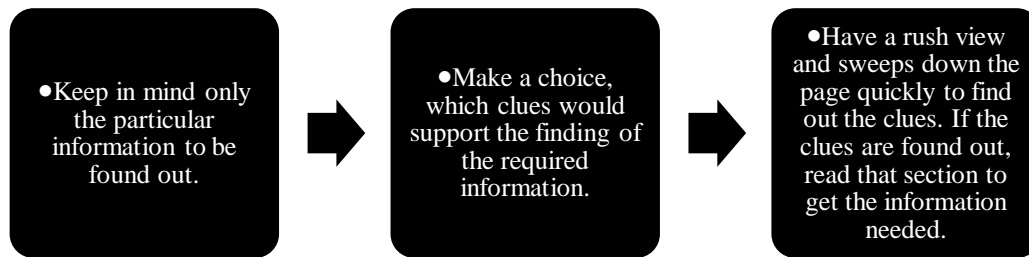 ●Keep in mind only
the particular
information to be
found out.
●Make a choice,
which clues would
support the finding of
the required
information.
●Have a rush view
and sweeps down the
page quickly to find
out the clues. If the
clues are found out,
read that section to
get the information
needed.